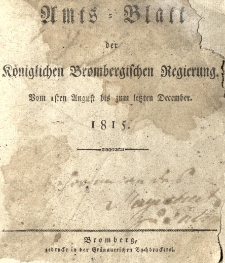 Amts=Blatt
der
Königlichen Brombergischen Regierung.
Vom 1sten August bis zum letzten December.
1815.
Bromberg,
gedruckt in der Grünauerschen Buchdruckerei.